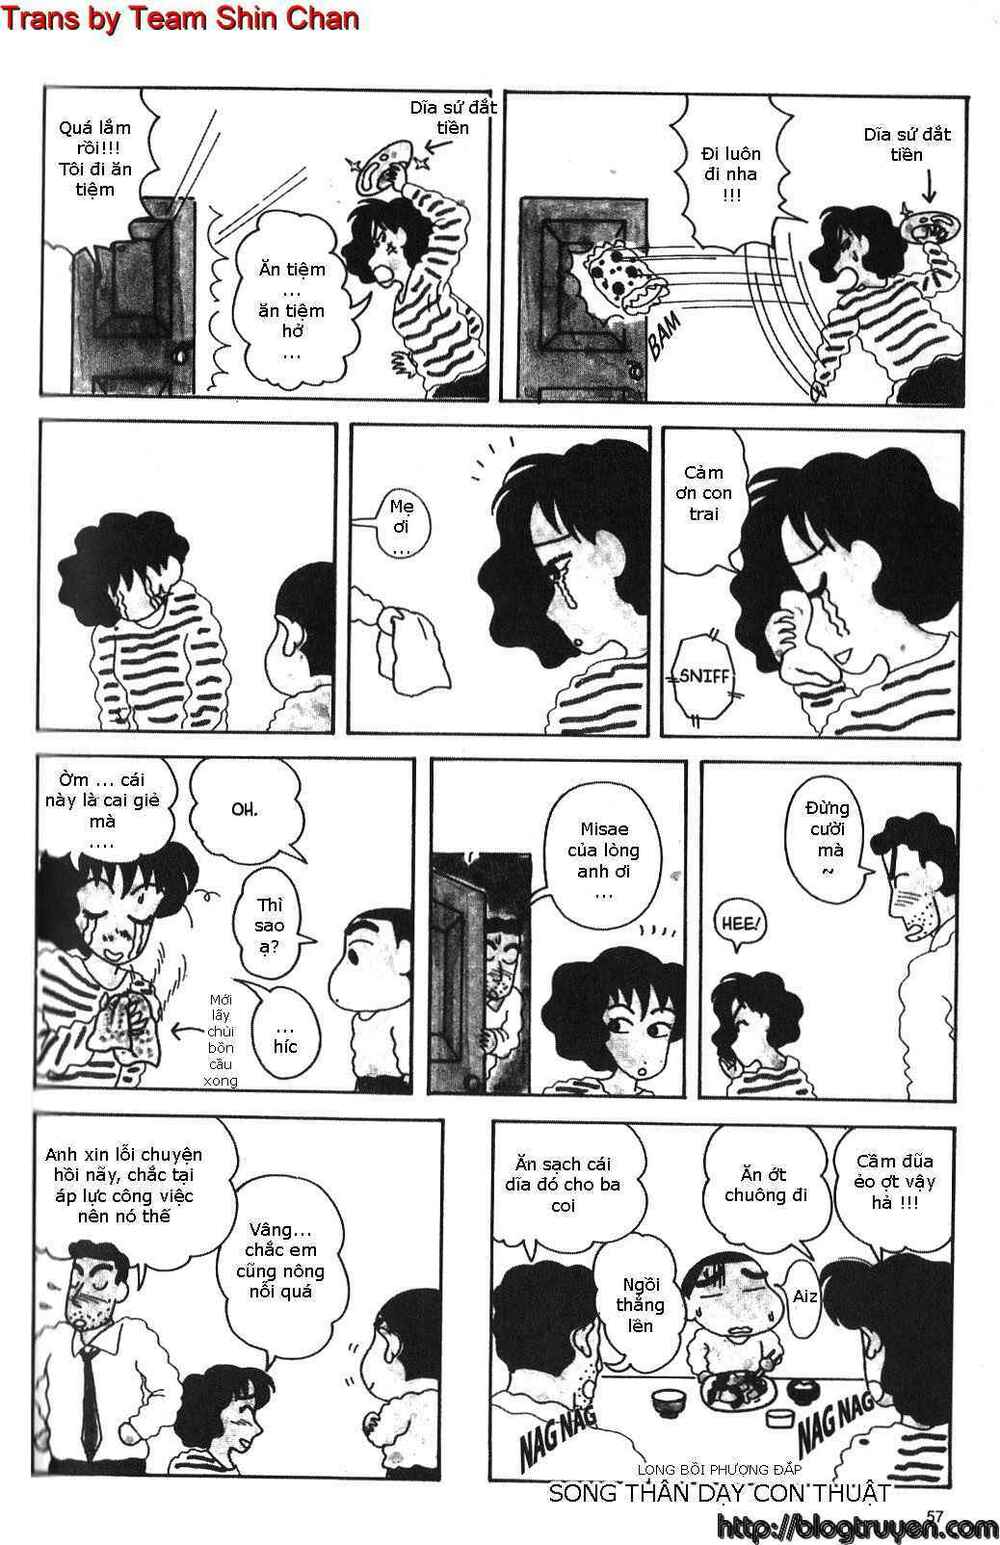 Trans by Team Shin Chan
Quá lắm
rồi!!!
Tôi đi ăn
tiệm
Dĩa sứ đắt
tiền
Ăn tiệm
...
ăn tiệm
hở
...
Đi luôn
đi nha
!!!
Dĩa sứ đắt
tiền
BAM
Mẹ
ơi
...
Cảm
ơn con
trai
SNIFF
Ờm ... cái
này là cai giẻ
mà
....
OH.
Thì
sao
ạ?
...
híc
Mới
lấy
chùi
bồn
cầu
xong
Misae
của lòng
anh ơi
...
Đừng
cười
mà
~
HEE!
Anh xin lỗi chuyện
hồi nãy, chắc tại
áp lực công việc
nên nó thế
Vâng...
chắc em
cũng nông
nỗi quá
Ăn sạch cái
dĩa đó cho ba
coi
Ăn ớt
chuông đi
Cầm đũa
ẻo ợt vậy
hả !!!
Ngồi
thẳng
lên
Aiz
NAG NAG
NAG
NAG NAG
LONG BỒI PHƯỢNG ĐẮP
SONG THÂN DẠY CON THUẬT
57
http://blogtruyen.com